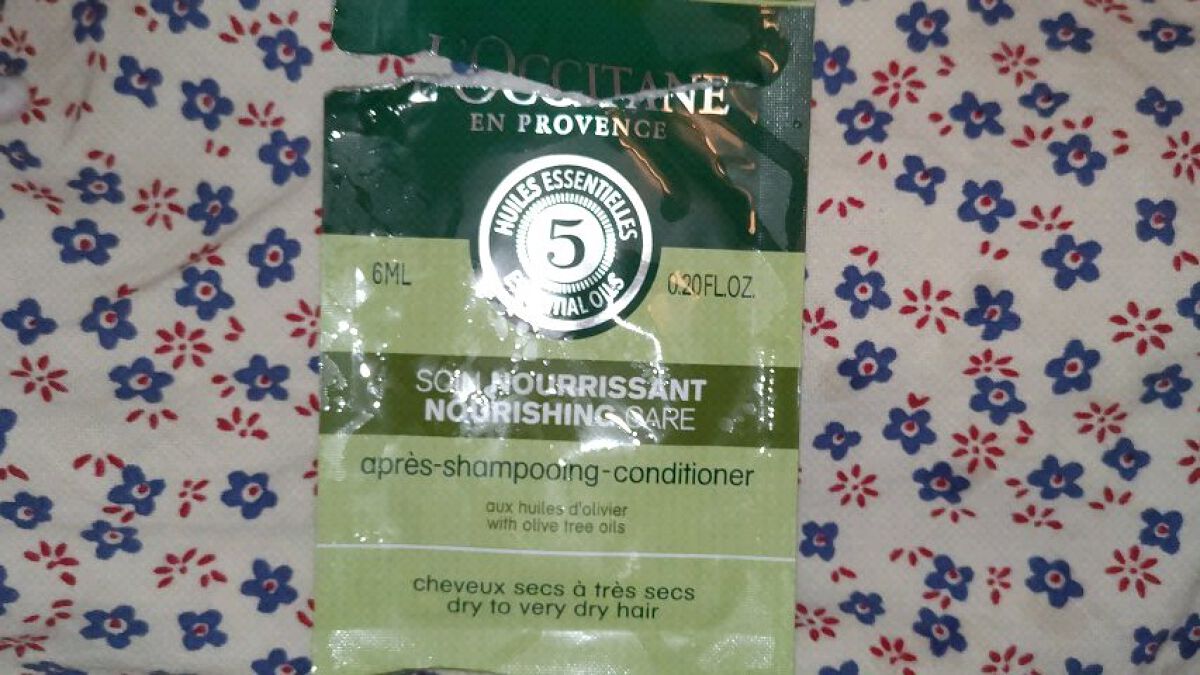 L'OCCITANE
EN PROVENCE
HUILES ESSENTIELLES
5
ESSENTIAL OILS
6ML
0.20FL.OZ.
SOIN NOURRISSANT
NOURISHING CARE
après-shampooing-conditioner
aux huiles d'olivier
with olive tree oils
cheveux secs à très secs
dry to very dry hair